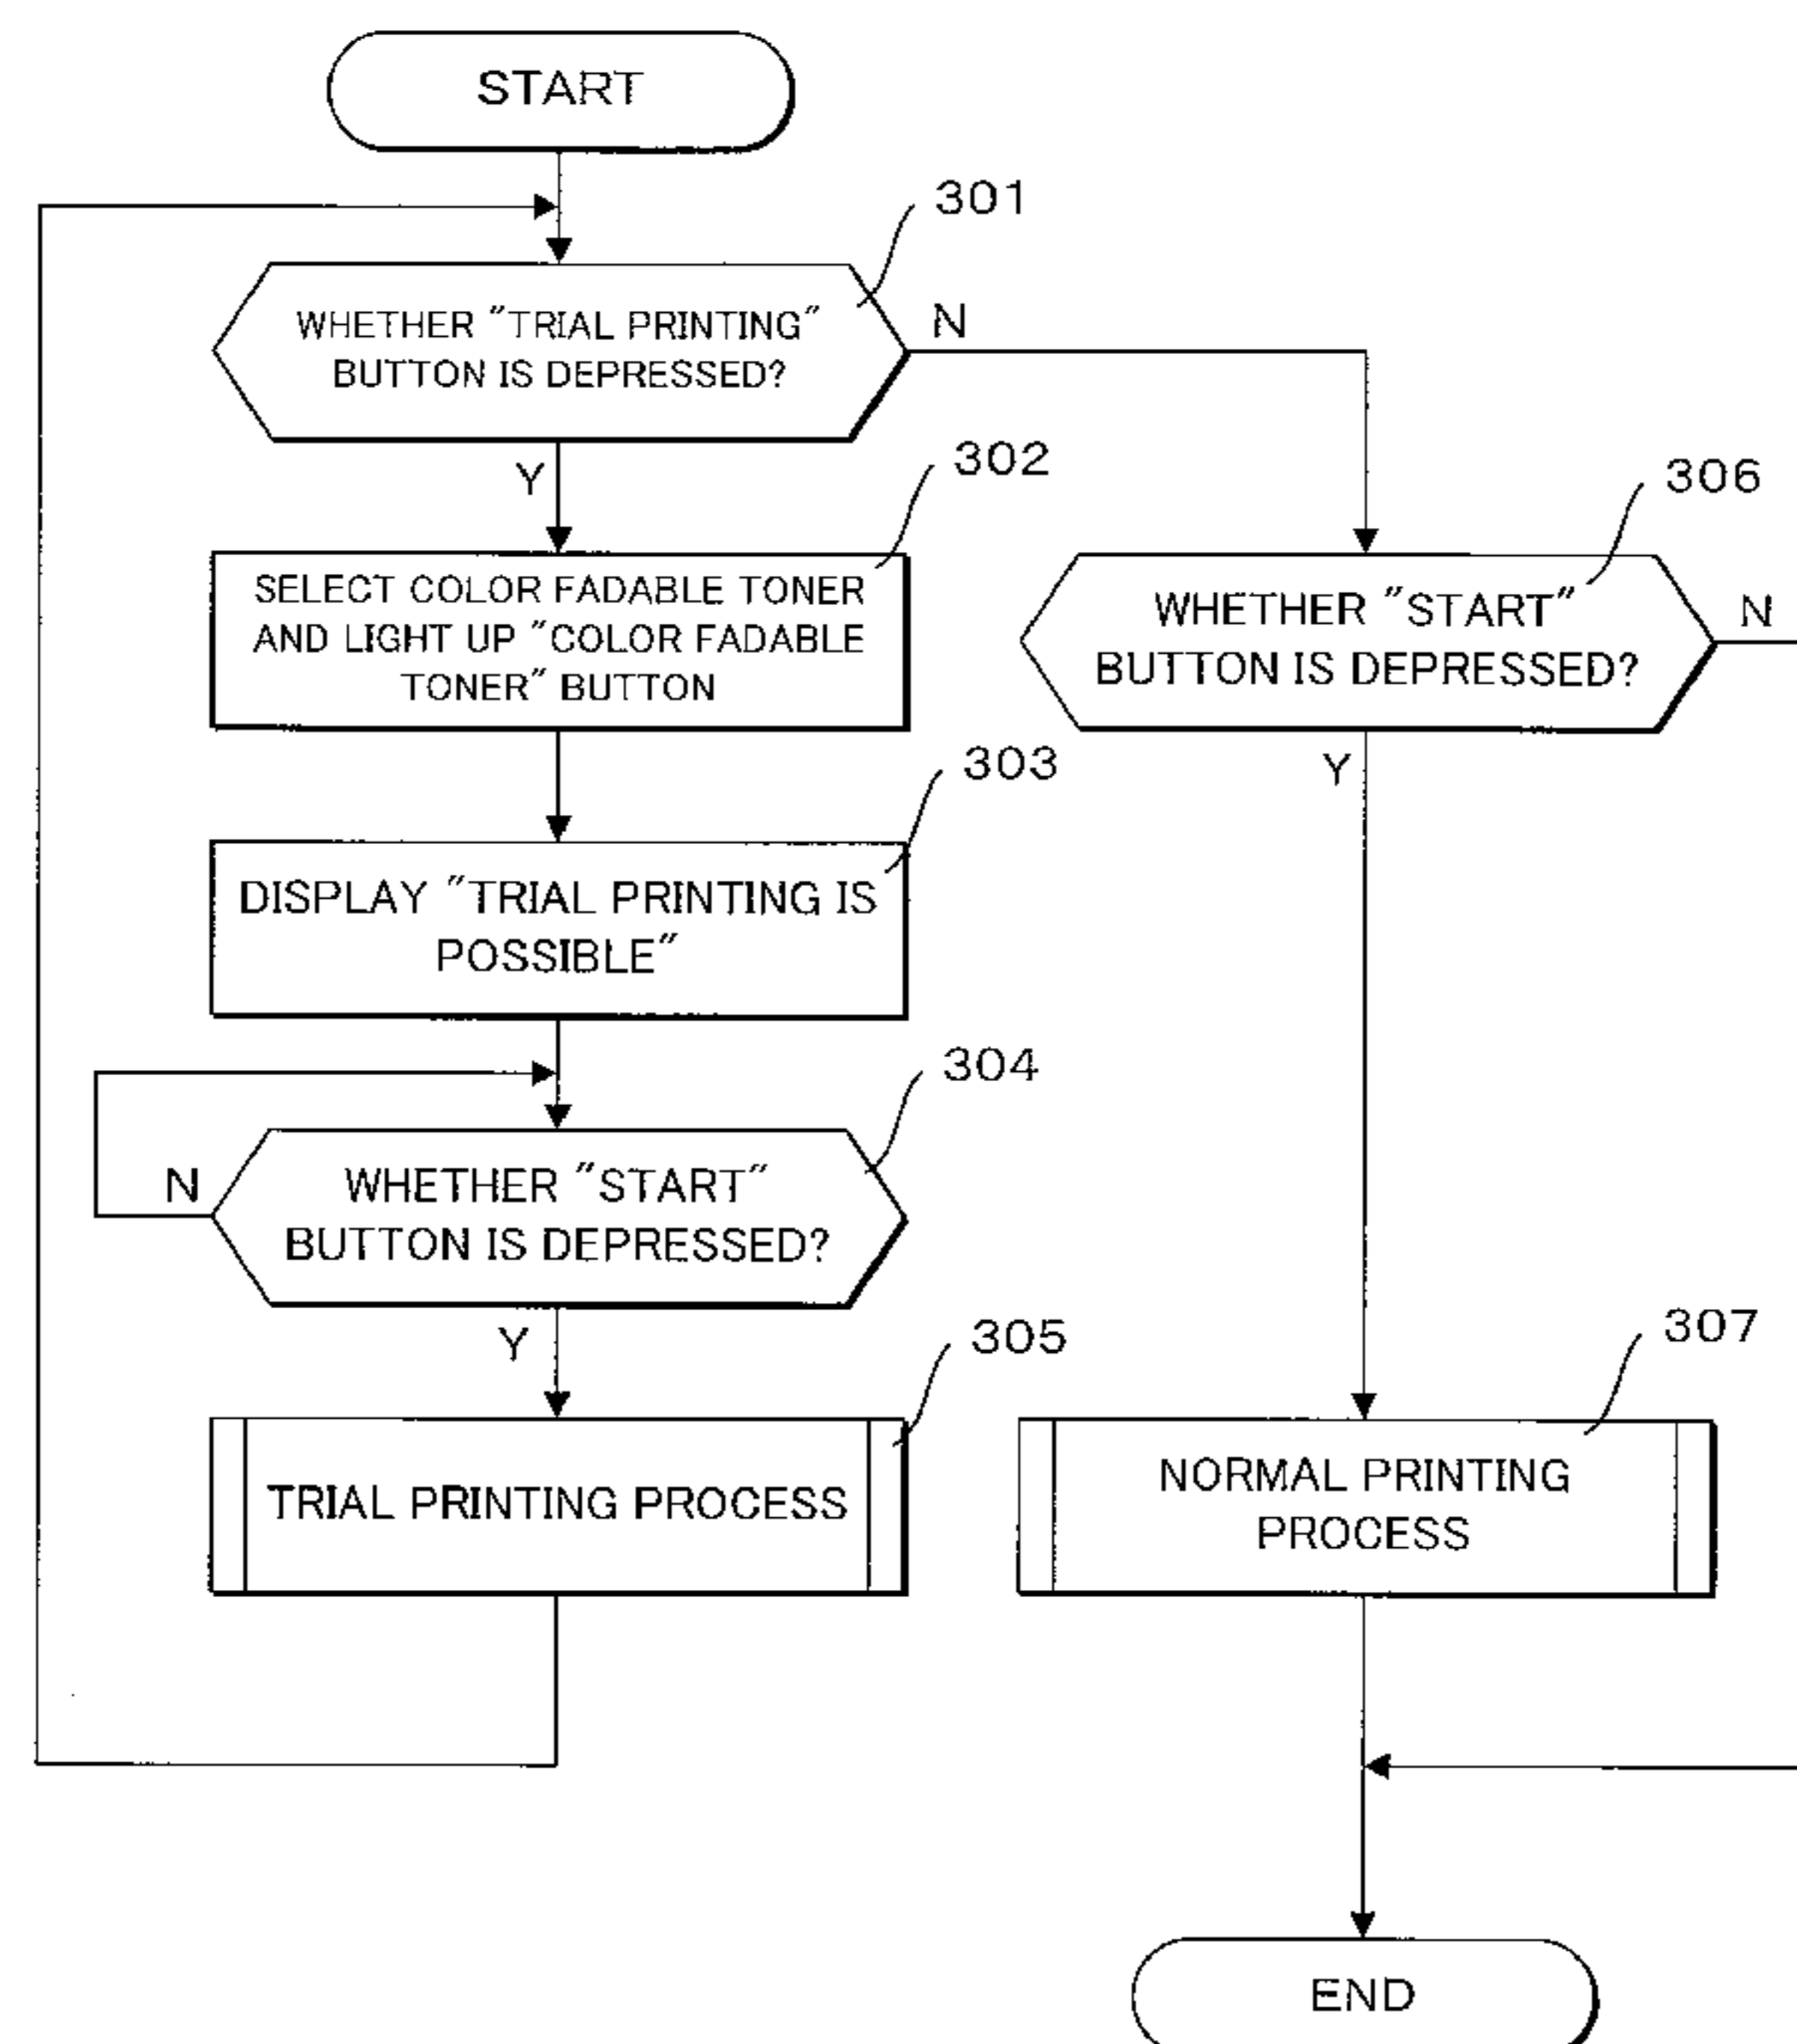 START
301
WHETHER "TRIAL PRINTING"
BUTTON IS DEPRESSED?
N
Y
302
SELECT COLOR FADABLE TONER
AND LIGHT UP "COLOR FADABLE
TONER" BUTTON
303
DISPLAY "TRIAL PRINTING IS
POSSIBLE"
304
WHETHER "START"
BUTTON IS DEPRESSED?
N
Y
305
TRIAL PRINTING PROCESS
306
WHETHER "START"
BUTTON IS DEPRESSED?
N
Y
307
NORMAL PRINTING
PROCESS
END